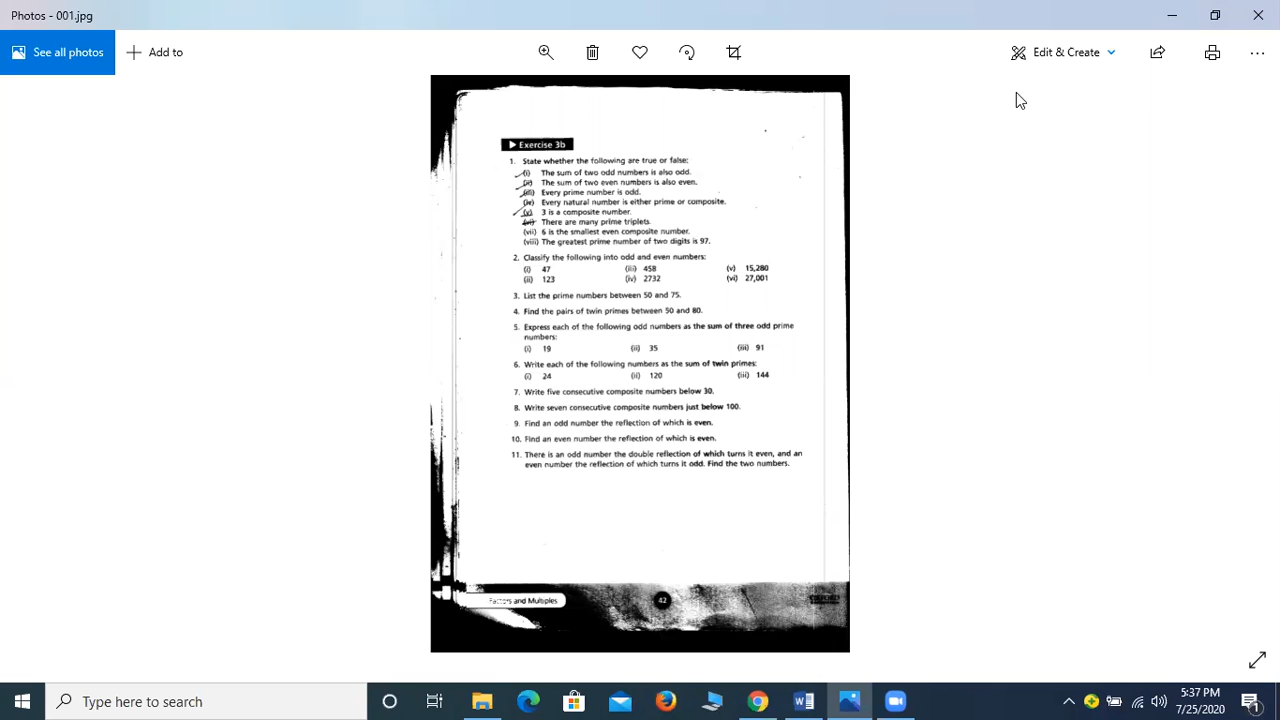 Photos - 001.jpg
See all photos
Add to
Edit & Create
Exercise 3b
1. State whether the following are true or false:
(i) The sum of two odd numbers is also odd.
(ii) The sum of two even numbers is also even.
(iii) Every prime number is odd.
(iv) Every natural number is either prime or composite.
(v) 3 is a composite number.
(vi) There are many prime triplets.
(vii) 6 is the smallest even composite number.
(viii) The greatest prime number of two digits is 97.
2. Classify the following into odd and even numbers:
(i) 47 (iii) 458 (v) 15,280
(ii) 123 (iv) 2732 (vi) 27,001
3. List the prime numbers between 50 and 75.
4. Find the pairs of twin primes between 50 and 80.
5. Express each of the following odd numbers as the sum of three odd prime
numbers:
(i) 19 (ii) 35 (iii) 91
6. Write each of the following numbers as the sum of twin primes:
(i) 24 (ii) 120 (iii) 144
7. Write five consecutive composite numbers below 30.
8. Write seven consecutive composite numbers just below 100.
9. Find an odd number the reflection of which is even.
10. Find an even number the reflection of which is even.
11. There is an odd number the double reflection of which turns it even, and an
even number the reflection of which turns it odd. Find the two numbers.
Factors and Multiples 42
Type here to search
5:37 PM
7/25/2020